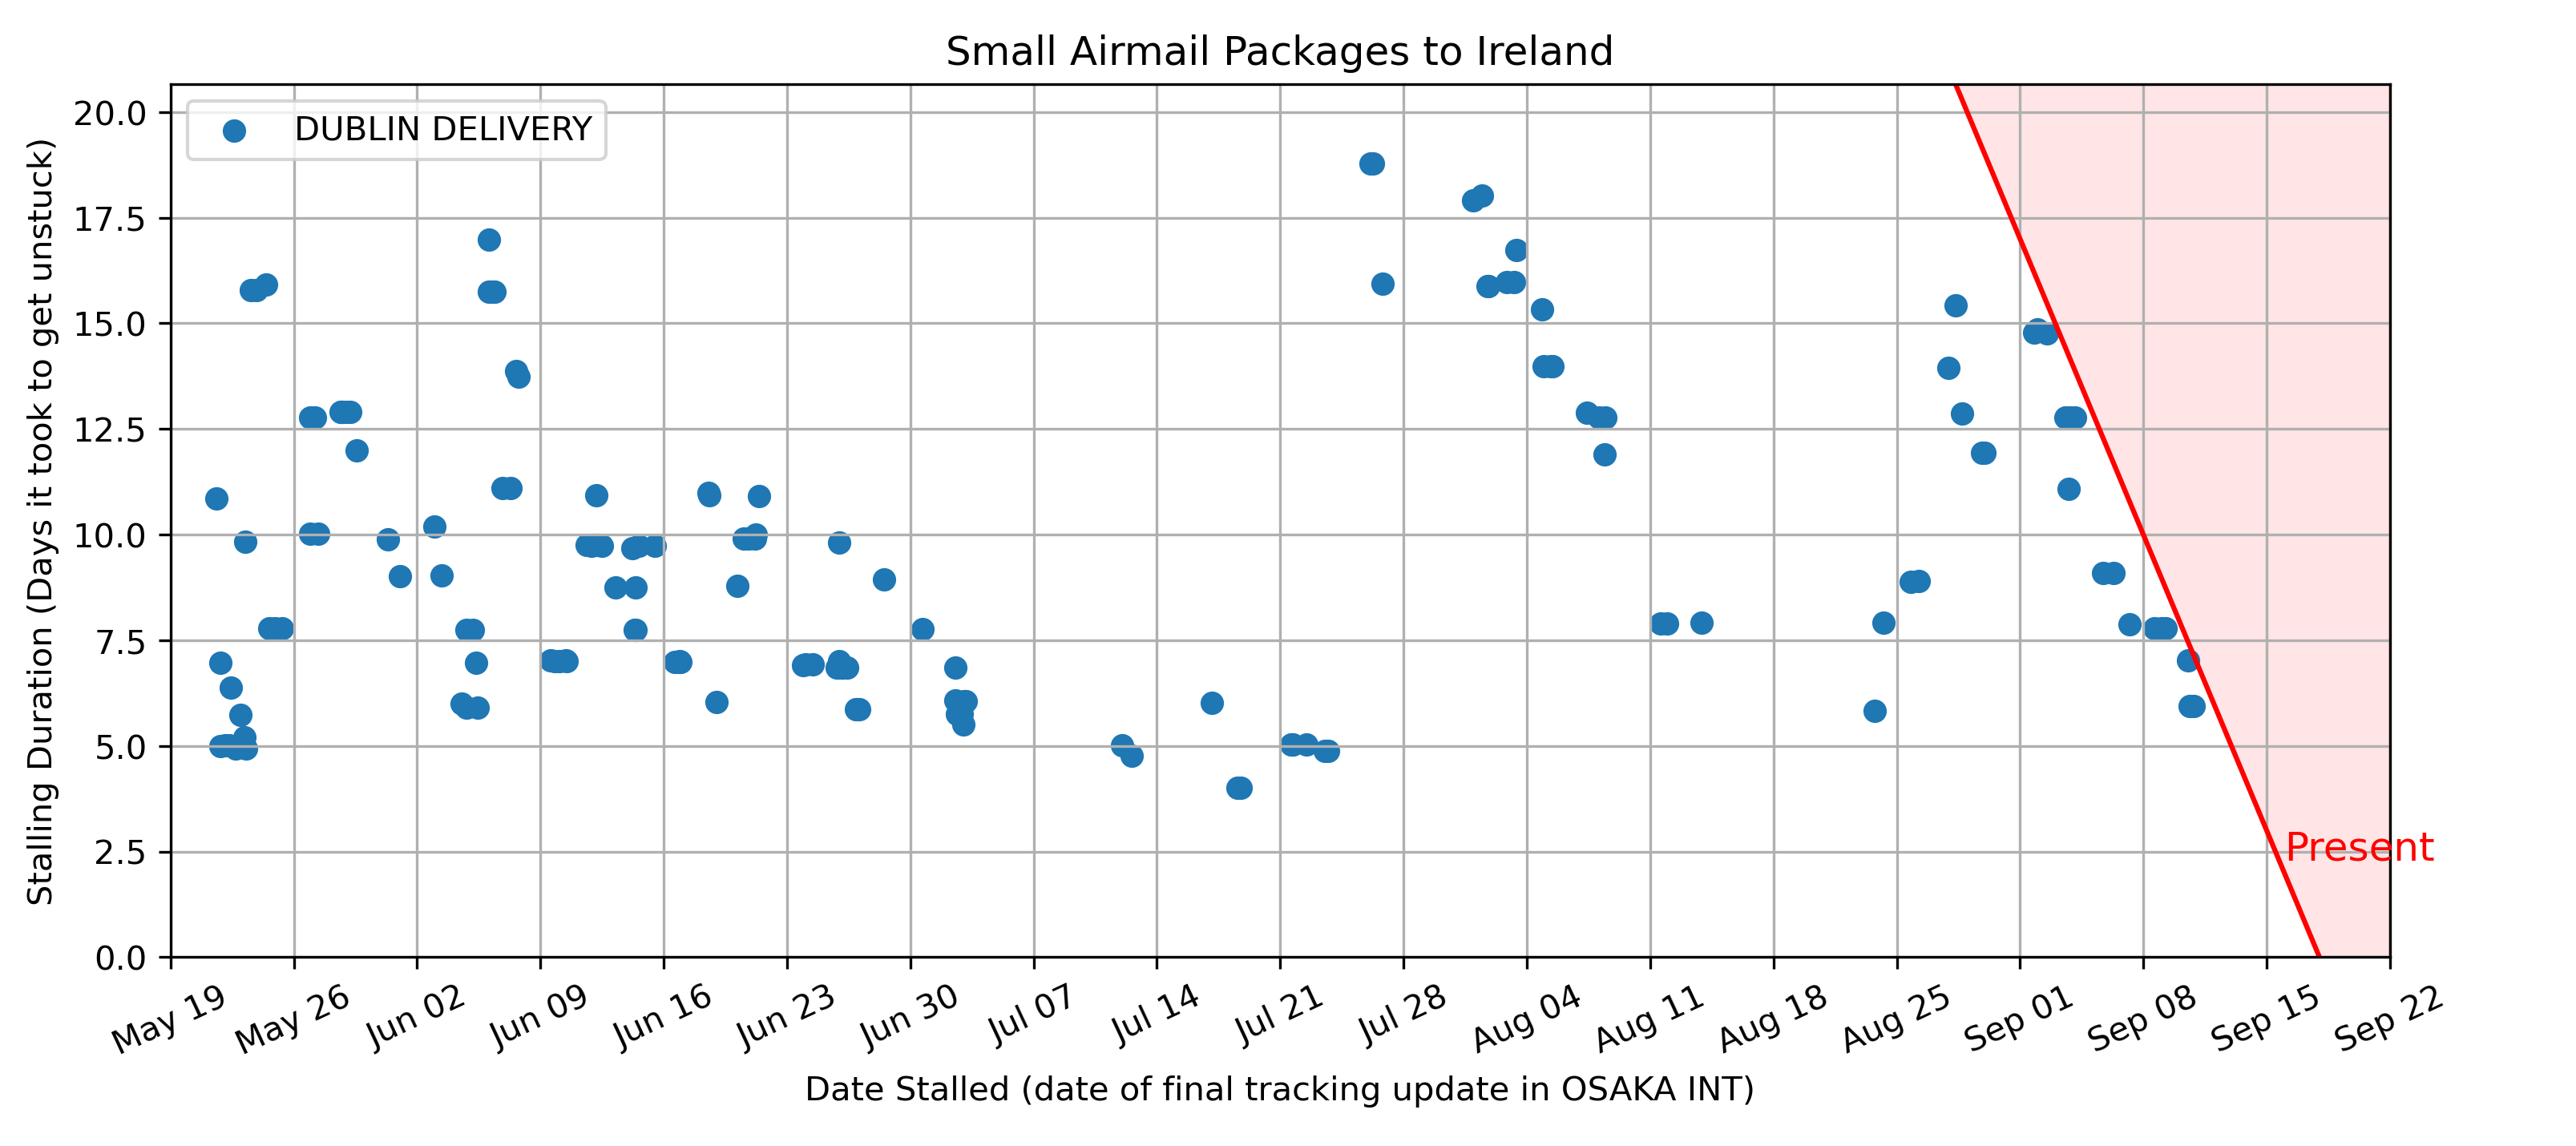 Small Airmail Packages to Ireland
DUBLIN DELIVERY
Stalling Duration (Days it took to get unstuck)
20.0
17.5
15.0
12.5
10.0
7.5
5.0
2.5
0.0
Present
May 19
May 26
Jun 02
Jun 09
Jun 16
Jun 23
Jun 30
Jul 07
Jul 14
Jul 21
Jul 28
Aug 04
Aug 11
Aug 18
Aug 25
Sep 01
Sep 08
Sep 15
Sep 22
Date Stalled (date of final tracking update in OSAKA INT)